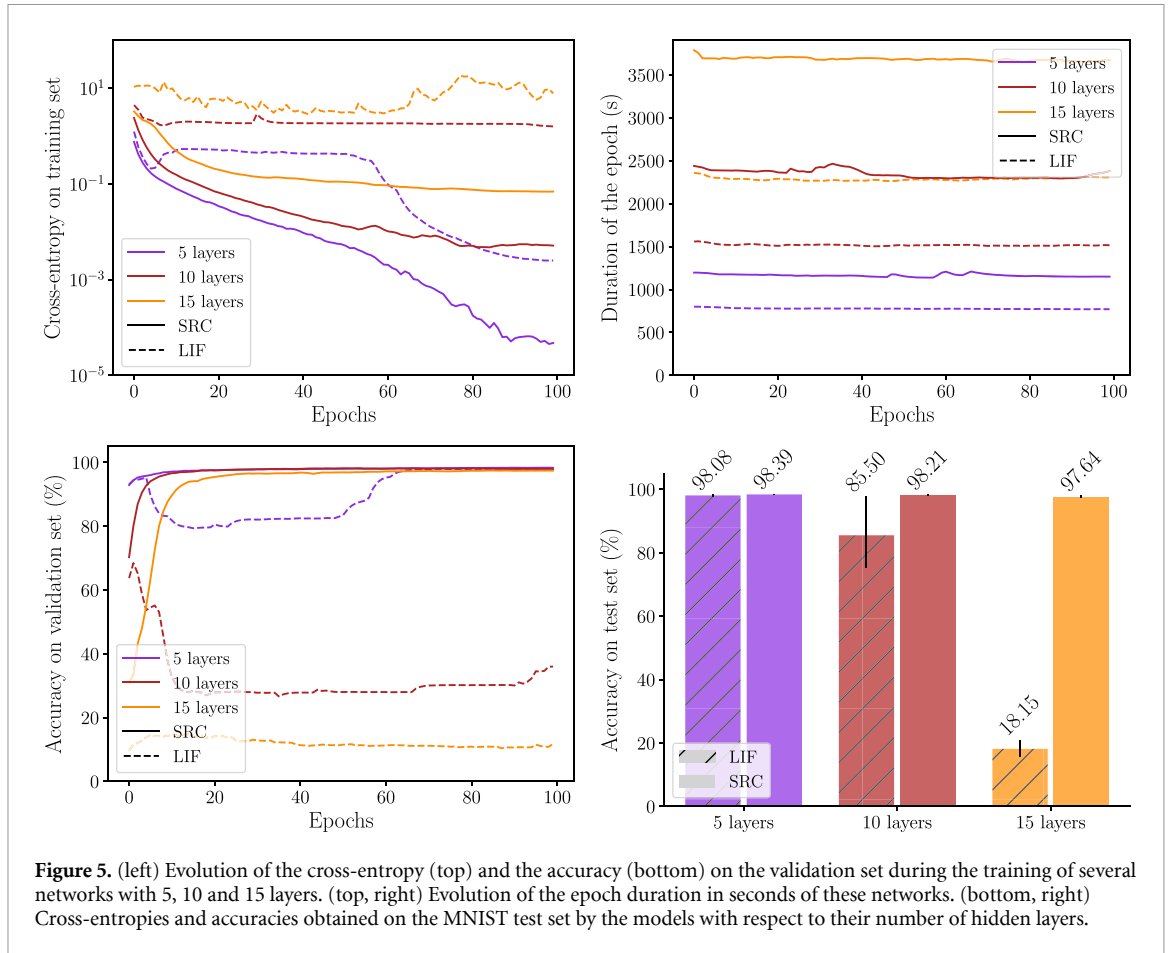 Cross-entropy on training set
10¹
10⁻¹
10⁻³
10⁻⁵
5 layers
10 layers
15 layers
SRC
LIF
0 20 40 60 80 100
Epochs
Duration of the epoch (s)
3500
3000
2500
2000
1500
1000
500
0
5 layers
10 layers
15 layers
SRC
LIF
0 20 40 60 80 100
Epochs
Accuracy on validation set (%)
100
80
60
40
20
0
5 layers
10 layers
15 layers
SRC
LIF
0 20 40 60 80 100
Epochs
Accuracy on test set (%)
100
80
60
40
20
0
98.08
98.39
85.50
98.21
18.15
97.64
LIF
SRC
5 layers 10 layers 15 layers
Figure 5. (left) Evolution of the cross-entropy (top) and the accuracy (bottom) on the validation set during the training of several
networks with 5, 10 and 15 layers. (top, right) Evolution of the epoch duration in seconds of these networks. (bottom, right)
Cross-entropies and accuracies obtained on the MNIST test set by the models with respect to their number of hidden layers.